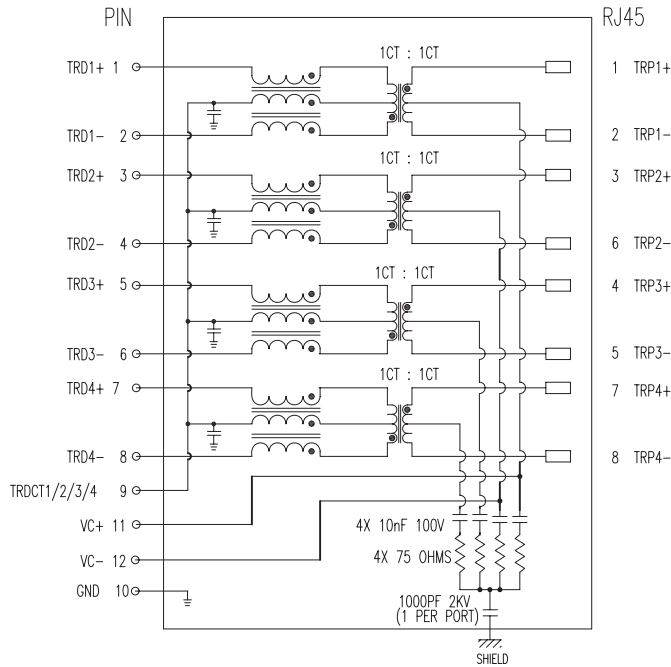 PIN RJ45
1CT : 1CT
TRD1+ 1 1 TRP1+
TRD1- 2 2 TRP1-
1CT : 1CT
TRD2+ 3 3 TRP2+
TRD2- 4 6 TRP2-
1CT : 1CT
TRD3+ 5 4 TRP3+
TRD3- 6 5 TRP3-
1CT : 1CT
TRD4+ 7 7 TRP4+
TRD4- 8 8 TRP4-
TRDCT1/2/3/4 9
VC+ 11 4X 10nF 100V
VC- 12 4X 75 OHMS
GND 10
1000PF 2KV
(1 PER PORT)
SHIELD